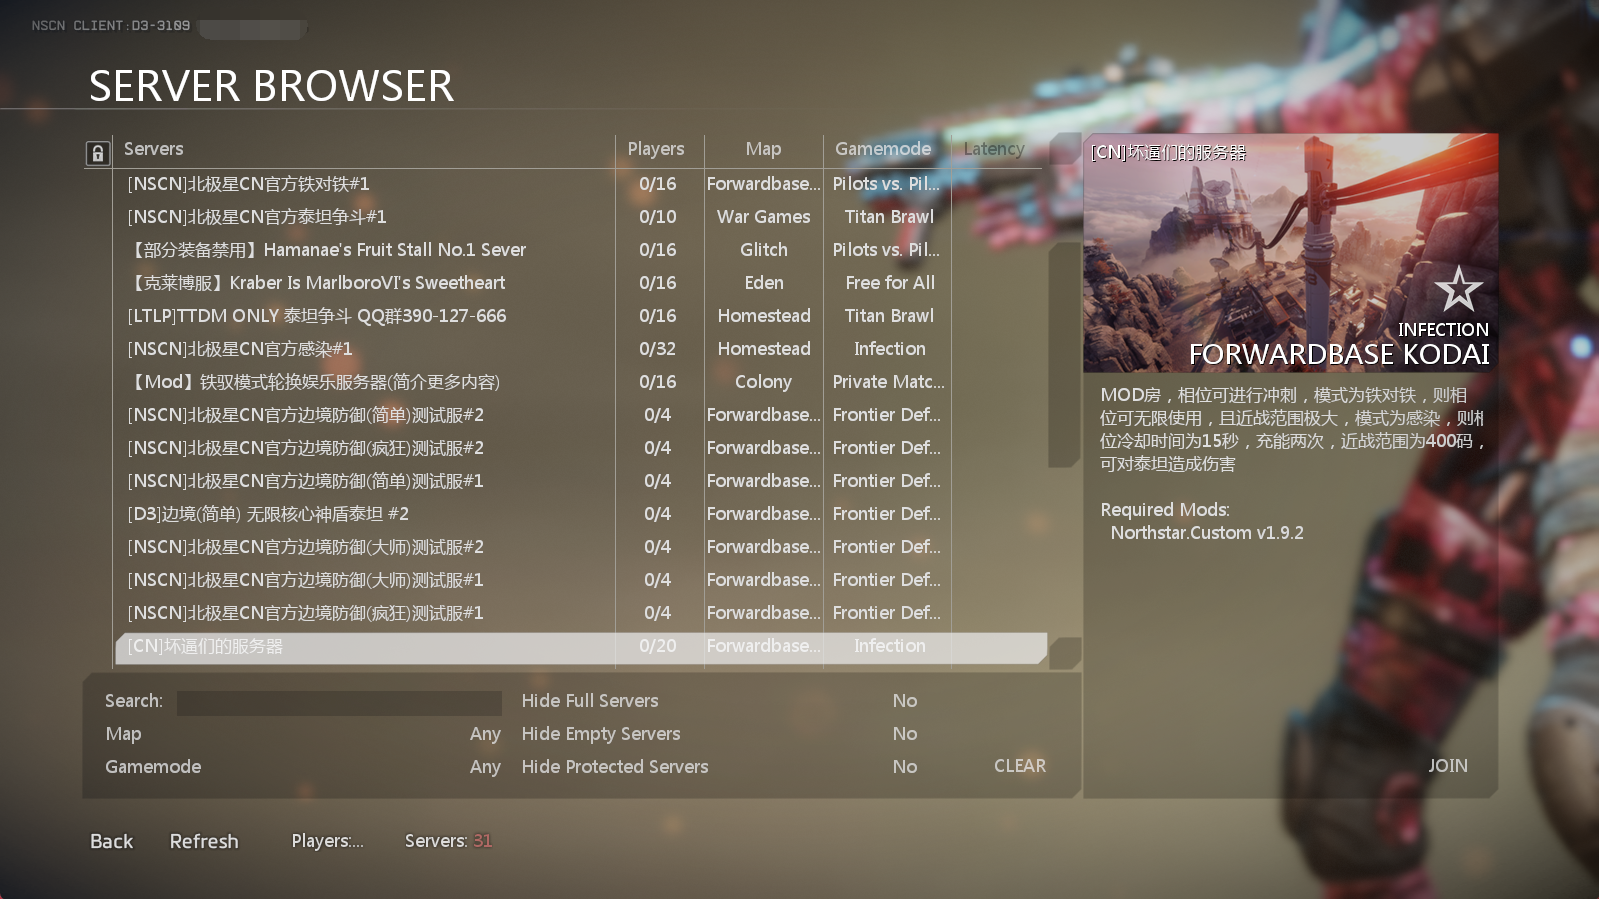 NSCN CLIENT:D3-3109
SERVER BROWSER
Servers Players Map Gamemode Latency
[NSCN]北极星CN官方铁对铁#1 0/16 Forwardbase... Pilots vs. Pil...
[NSCN]北极星CN官方泰坦争斗#1 0/10 War Games Titan Brawl
【部分装备禁用】Hamanae's Fruit Stall No.1 Sever 0/16 Glitch Pilots vs. Pil...
【克莱博服】Kraber Is MarlboroVI's Sweetheart 0/16 Eden Free for All
[LTLP]TTDM ONLY 泰坦争斗 QQ群390-127-666 0/16 Homestead Titan Brawl
[NSCN]北极星CN官方感染#1 0/32 Homestead Infection
【Mod】铁驭模式轮换娱乐服务器(简介更多内容) 0/16 Colony Private Matc...
[NSCN]北极星CN官方边境防御(简单)测试服#2 0/4 Forwardbase... Frontier Def...
[NSCN]北极星CN官方边境防御(疯狂)测试服#2 0/4 Forwardbase... Frontier Def...
[NSCN]北极星CN官方边境防御(简单)测试服#1 0/4 Forwardbase... Frontier Def...
[D3]边境(简单) 无限核心神盾泰坦 #2 0/4 Forwardbase... Frontier Def...
[NSCN]北极星CN官方边境防御(大师)测试服#2 0/4 Forwardbase... Frontier Def...
[NSCN]北极星CN官方边境防御(大师)测试服#1 0/4 Forwardbase... Frontier Def...
[NSCN]北极星CN官方边境防御(疯狂)测试服#1 0/4 Forwardbase... Frontier Def...
[CN]坏逼们的服务器 0/20 Forwardbase... Infection
[CN]坏逼们的服务器
INFECTION
FORWARDBASE KODAI
MOD房，相位可进行冲刺，模式为铁对铁，则相
位可无限使用，且近战范围极大，模式为感染，则相
位冷却时间为15秒，充能两次，近战范围为400码，
可对泰坦造成伤害
Required Mods:
Northstar.Custom v1.9.2
JOIN
Search: Hide Full Servers No
Map Any Hide Empty Servers No
Gamemode Any Hide Protected Servers No CLEAR
Back Refresh Players:... Servers: 31